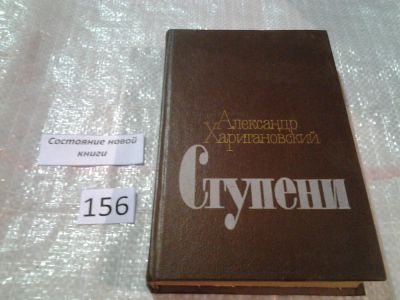 Состояние новой
книги
156
Александр
Харитановский
Ступени